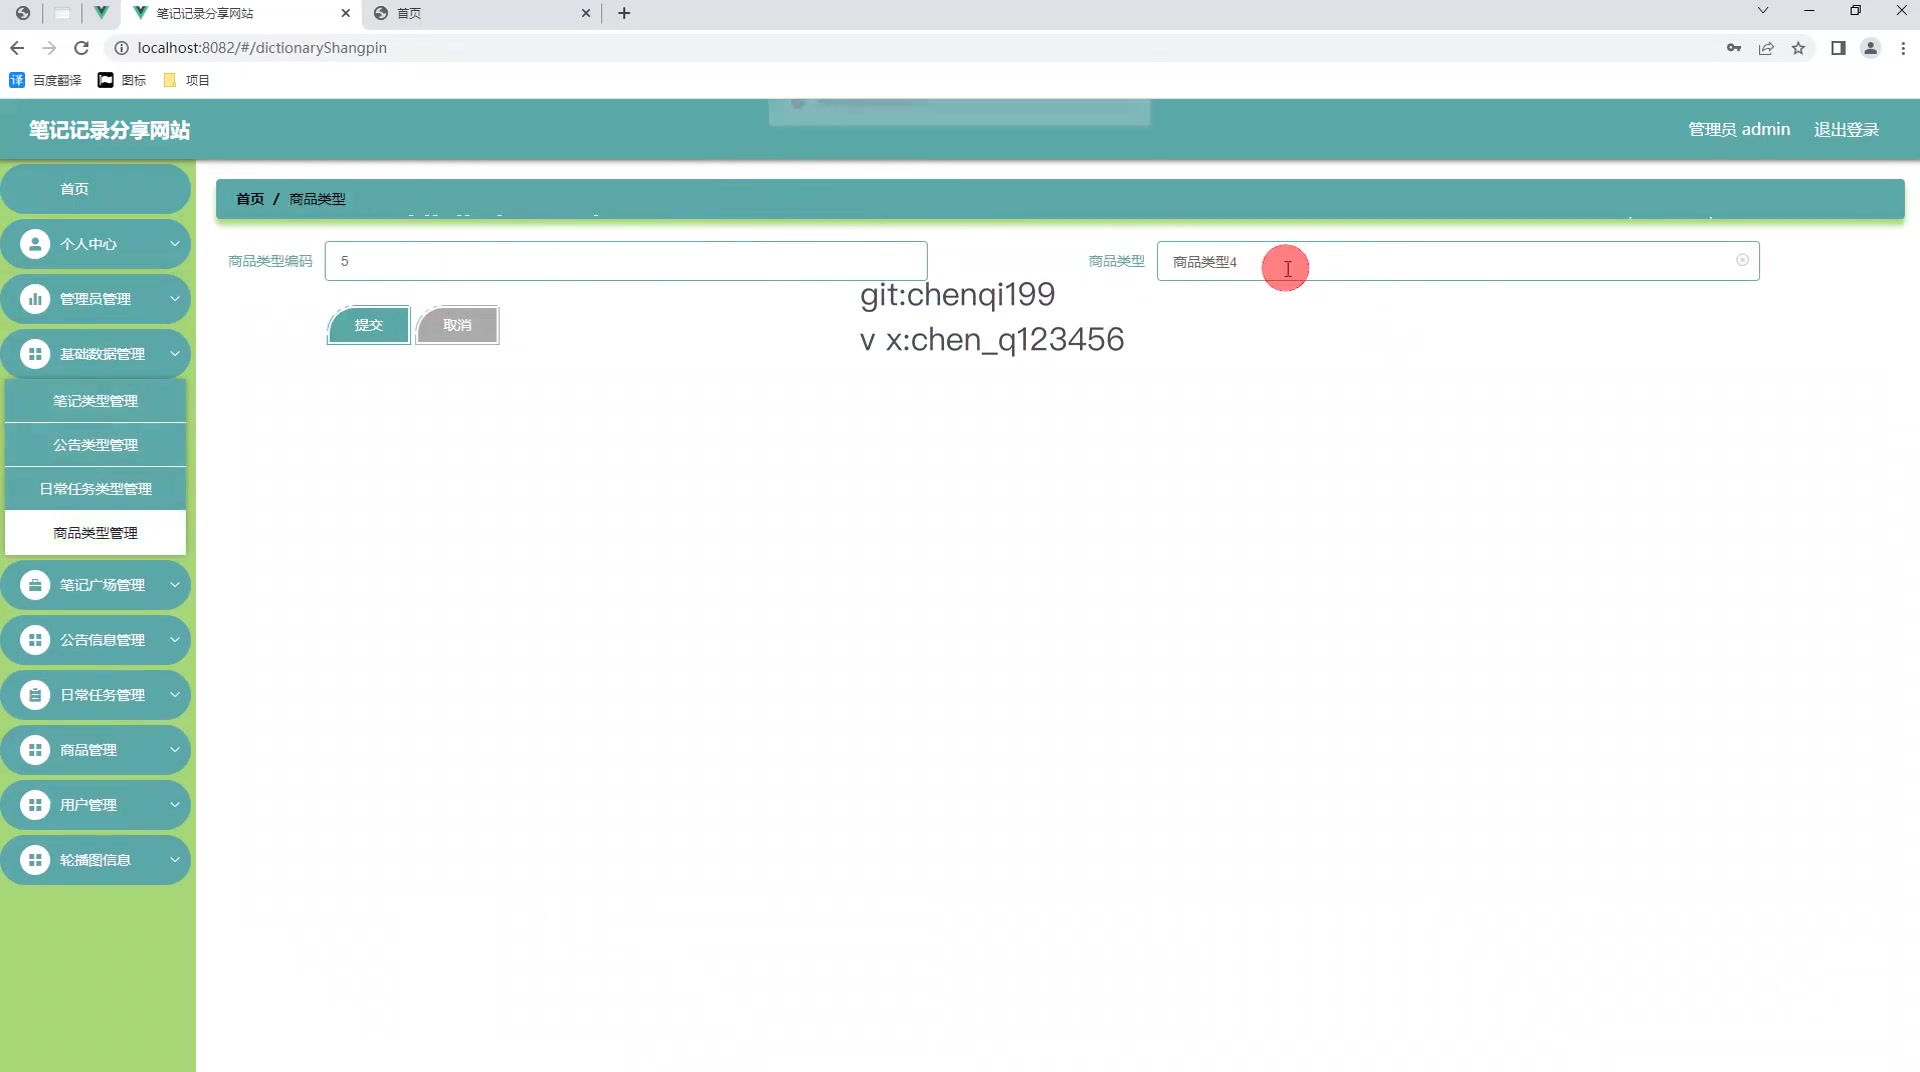 笔记记录分享网站
首页
localhost:8082/#/dictionaryShangpin
译 百度翻译 图标 项目
笔记记录分享网站
管理员 admin 退出登录
首页
首页 / 商品类型
个人中心
商品类型编码 5
商品类型 商品类型4
git:chenqi199
管理员管理
提交 取消
v x:chen_q123456
基础数据管理
笔记类型管理
公告类型管理
日常任务类型管理
商品类型管理
笔记广场管理
公告信息管理
日常任务管理
商品管理
用户管理
轮播图信息